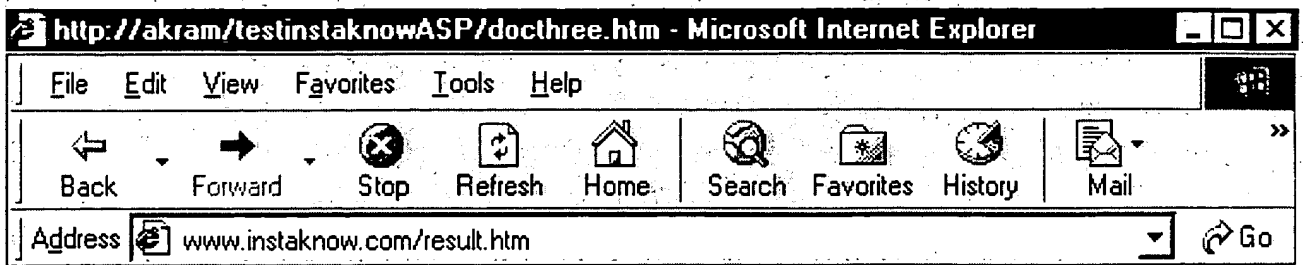 http://akram/testinstaknowASP/docthree.htm - Microsoft Internet Explorer
File Edit View Favorites Tools Help
Back Forward Stop Refresh Home Search Favorites History Mail »
Address www.instaknow.com/result.htm Go